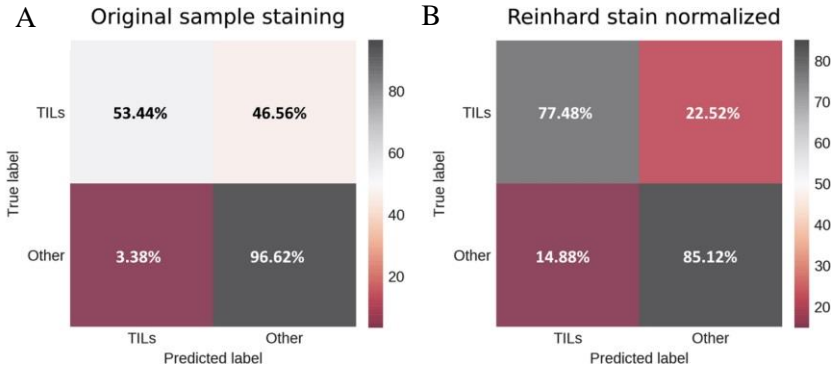 A
Original sample staining
TILs
53.44%
46.56%
Other
3.38%
96.62%
TILs
Other
Predicted label
True label
80
60
40
20
B
Reinhard stain normalized
TILs
77.48%
22.52%
Other
14.88%
85.12%
TILs
Other
Predicted label
True label
80
70
60
50
40
30
20